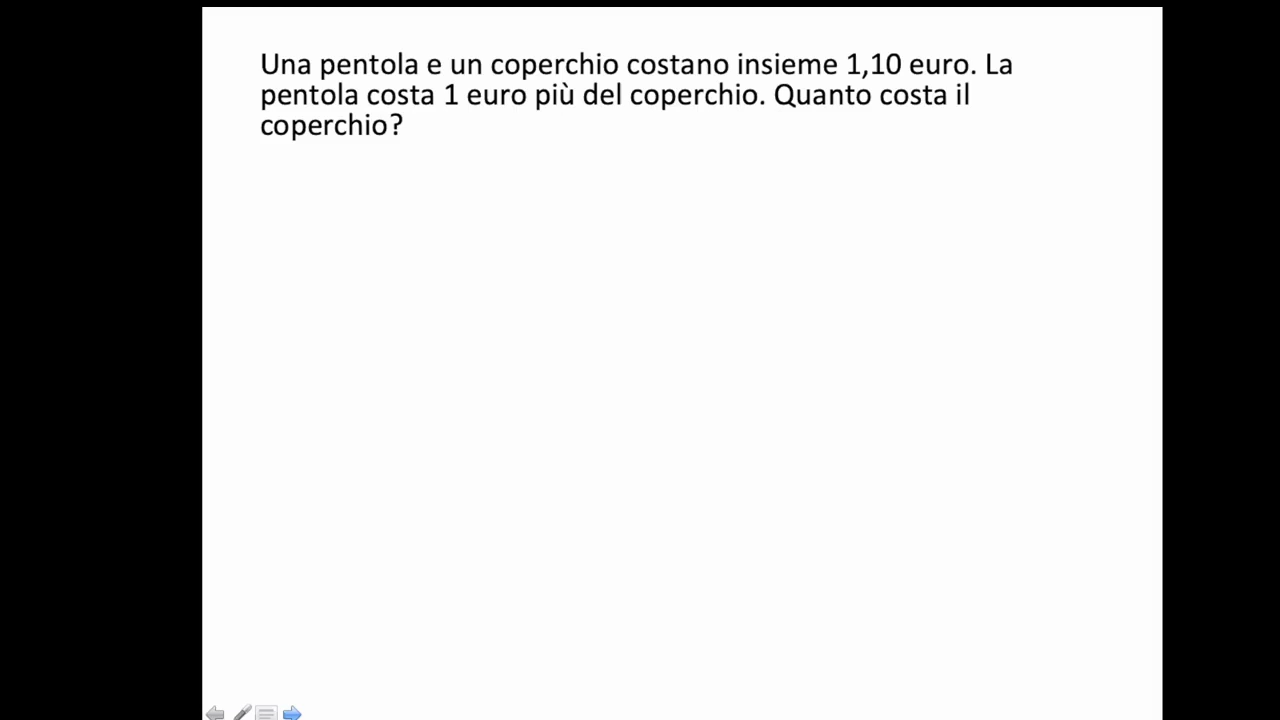 Una pentola e un coperchio costano insieme 1,10 euro. La
pentola costa 1 euro più del coperchio. Quanto costa il
coperchio?